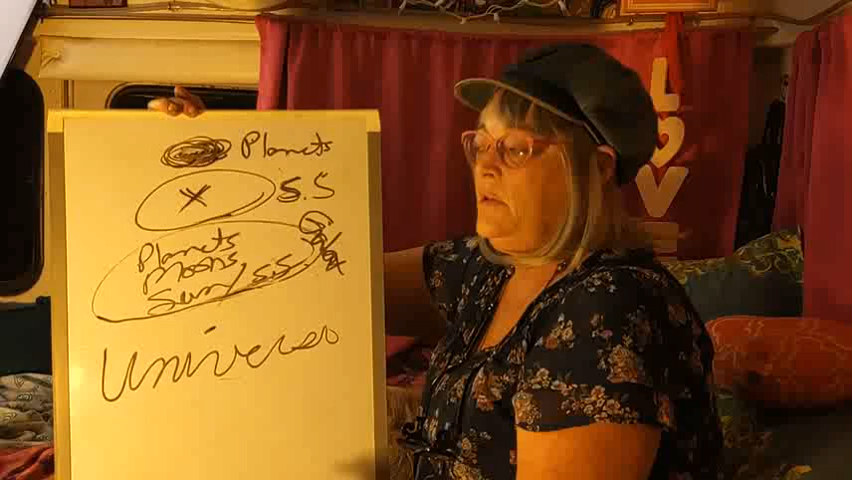 Planets
X S.S
Planets
Moons
Sun/S.S
Universe
LOVE